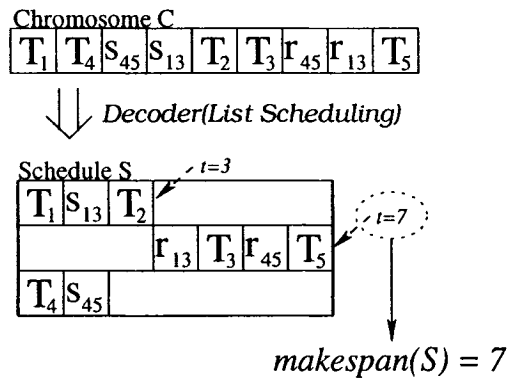 Chromosome C
T₁ T₄ s₄₅ s₁₃ T₂ T₃ r₄₅ r₁₃ T₅
Decoder(List Scheduling)
Schedule S
t=3
T₁ s₁₃ T₂
r₁₃ T₃ r₄₅ T₅
t=7
T₄ s₄₅
makespan(S) = 7